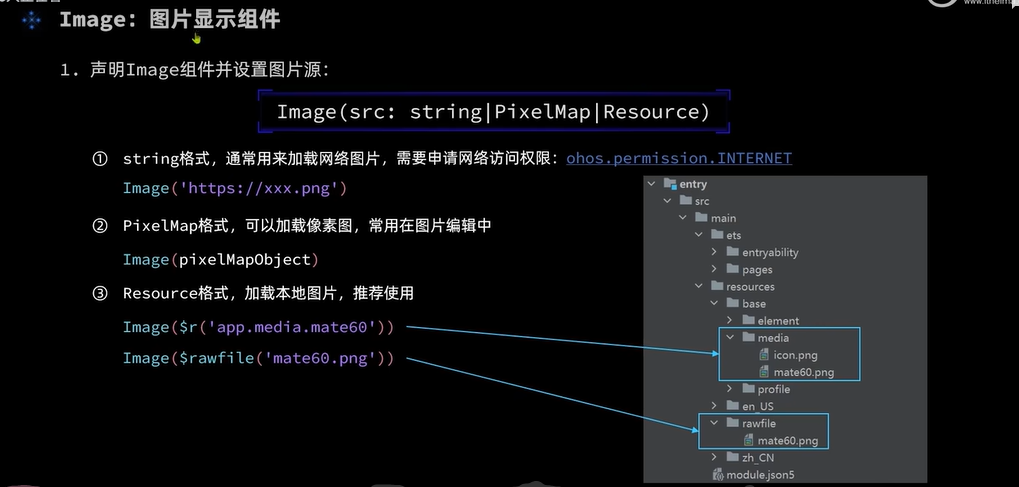 Image：图片显示组件
1. 声明Image组件并设置图片源：
Image(src: string|PixelMap|Resource)
① string格式，通常用来加载网络图片，需要申请网络访问权限：ohos.permission.INTERNET
Image('https://xxx.png')
② PixelMap格式，可以加载像素图，常用在图片编辑中
Image(pixelMapObject)
③ Resource格式，加载本地图片，推荐使用
Image($r('app.media.mate60'))
Image($rawfile('mate60.png'))
entry
src
main
ets
entryability
pages
resources
base
element
media
icon.png
mate60.png
profile
en_US
rawfile
mate60.png
zh_CN
module.json5